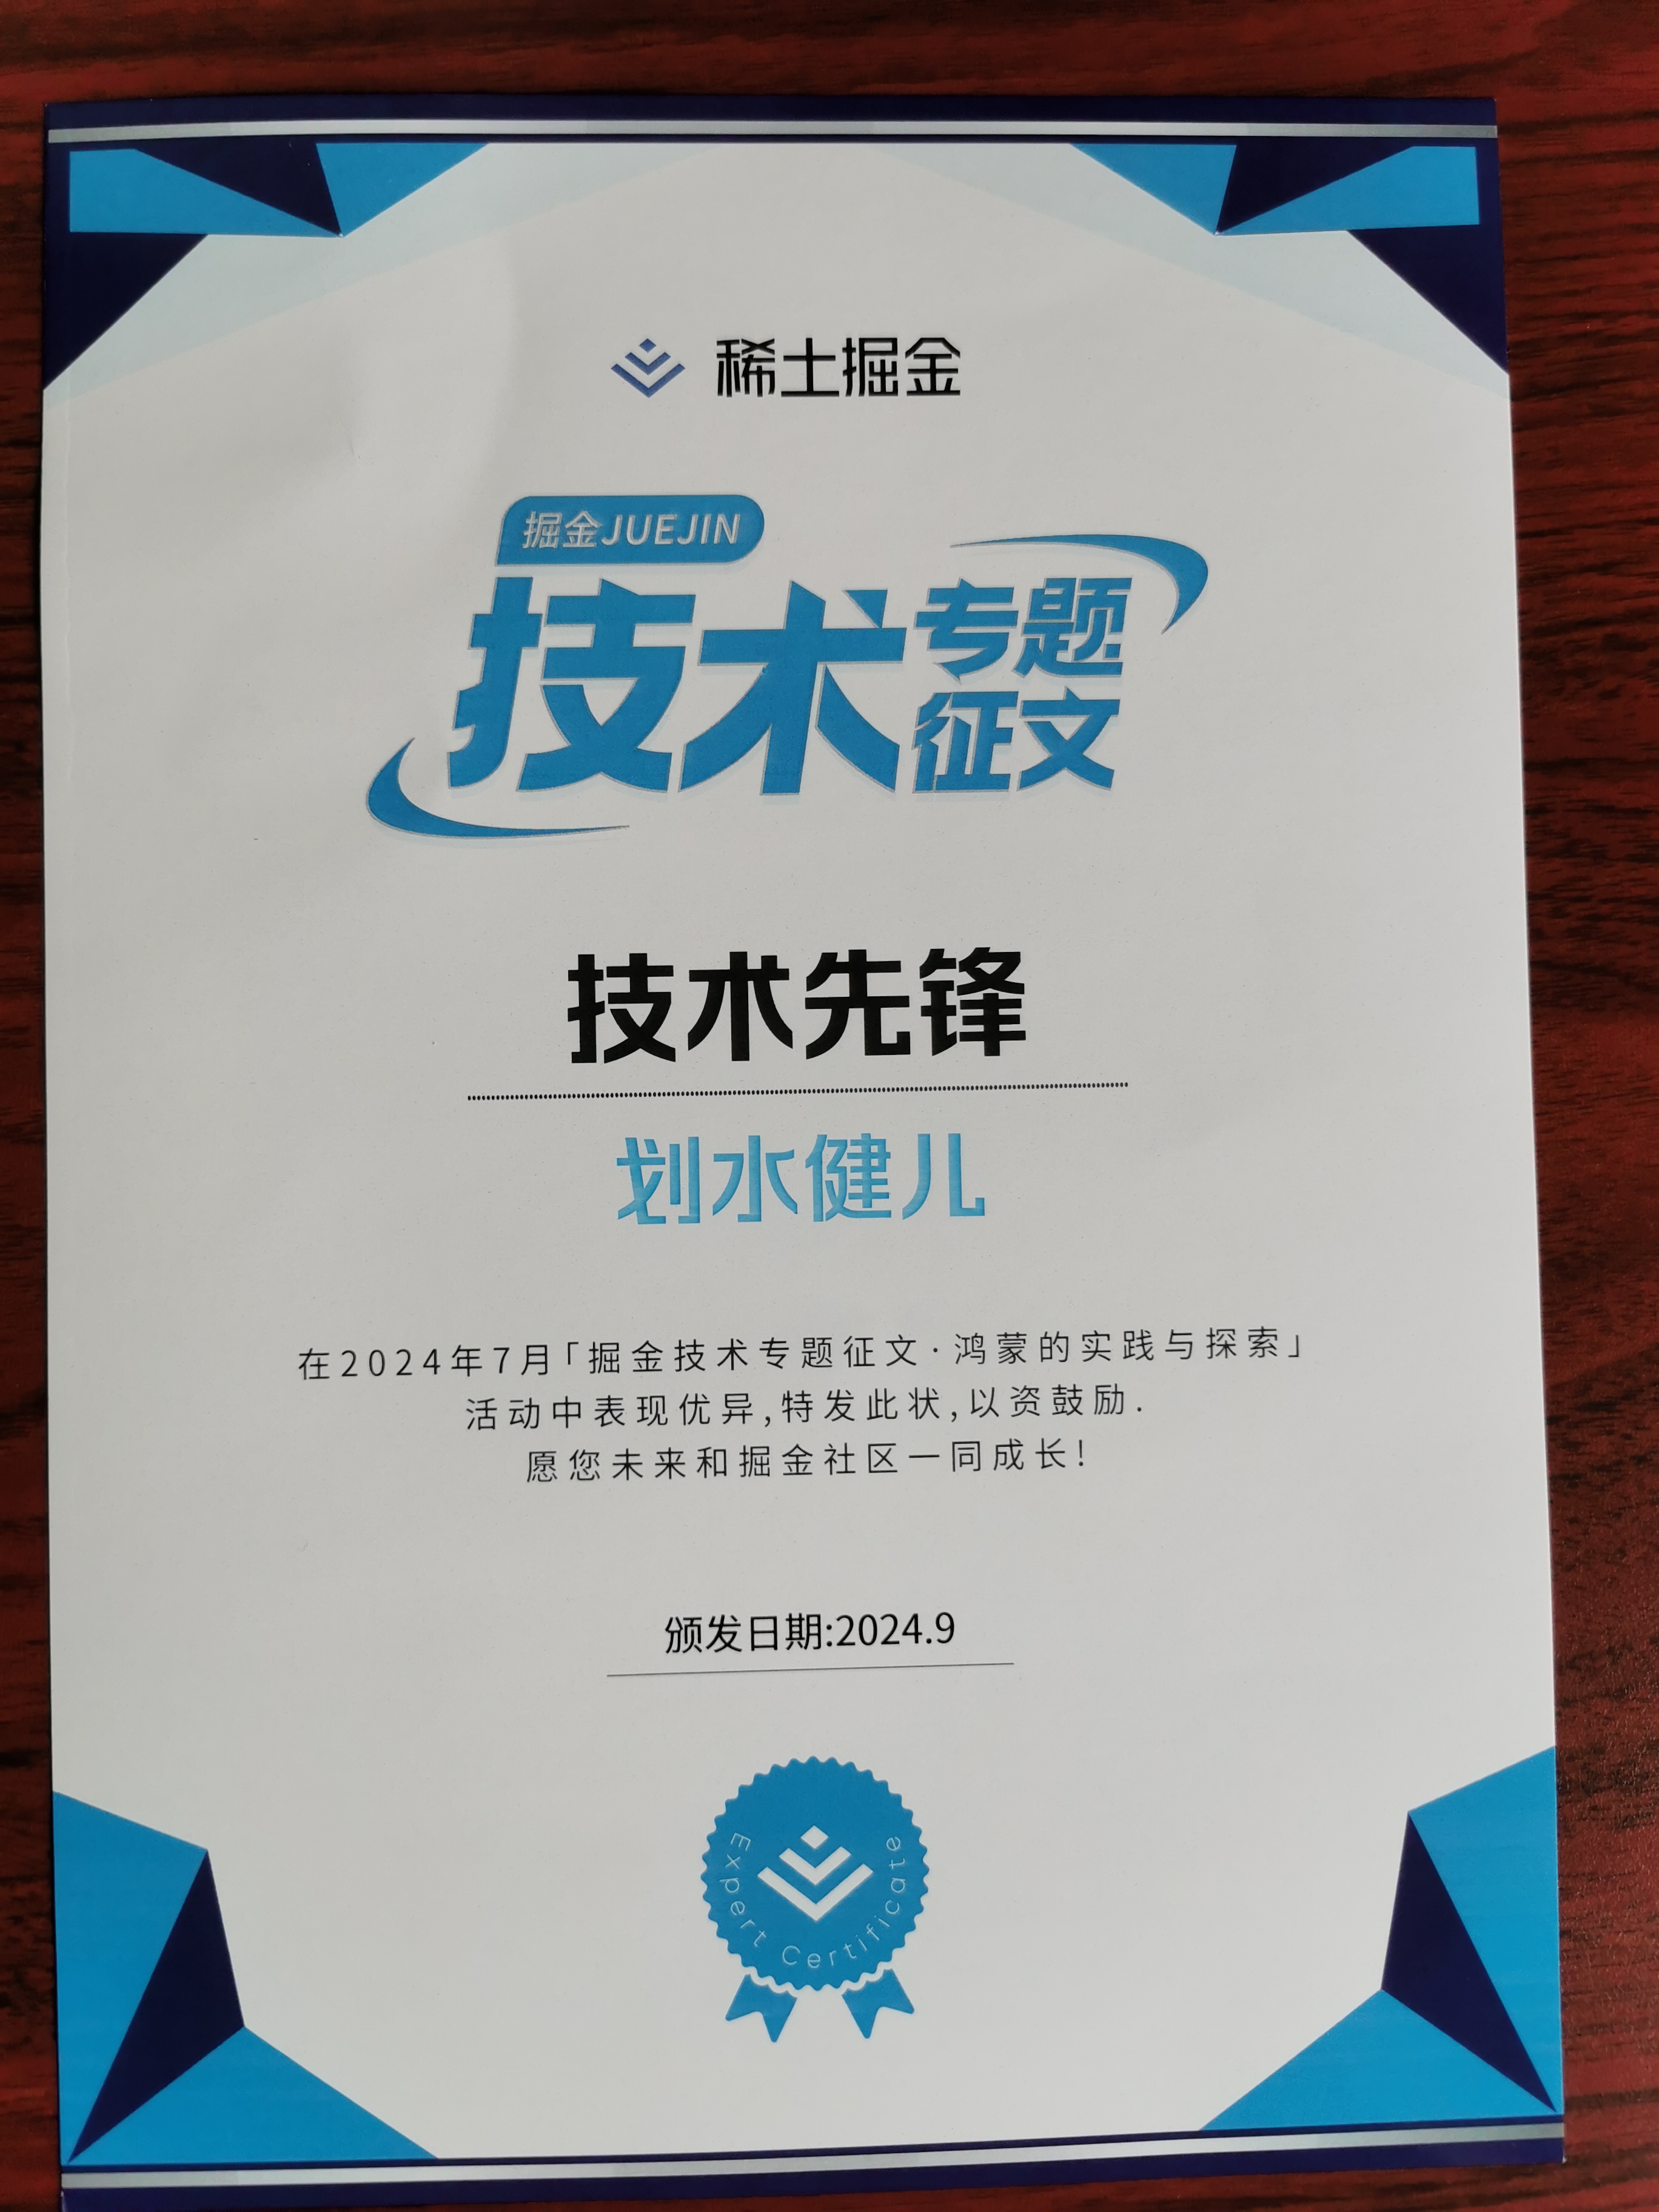 稀土掘金
掘金JUEJIN
技术专题
征文
技术先锋
划水健儿
在2024年7月「掘金技术专题征文·鸿蒙的实践与探索」
活动中表现优异,特发此状,以资鼓励.
愿您未来和掘金社区一同成长!
颁发日期:2024.9
Expert Certificate